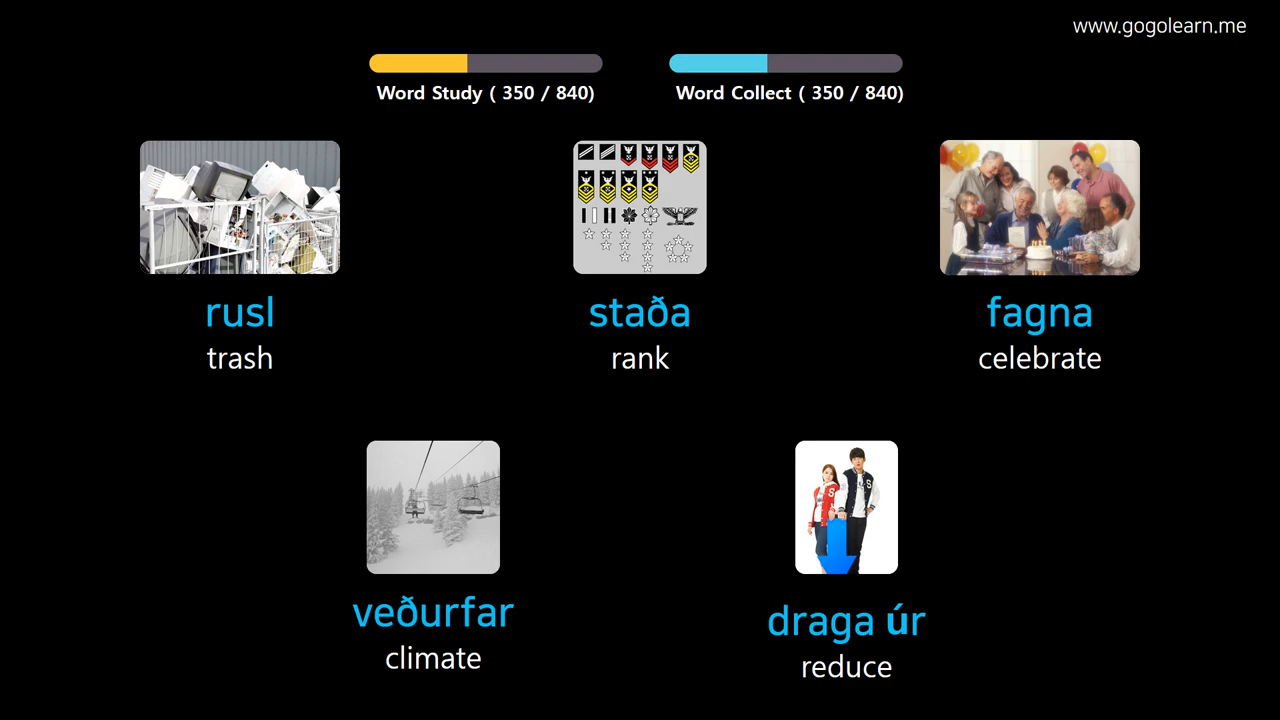 www.gogolearn.me
Word Study ( 350 / 840)
Word Collect ( 350 / 840)
rusl
trash
staða
rank
fagna
celebrate
veðurfar
climate
draga úr
reduce